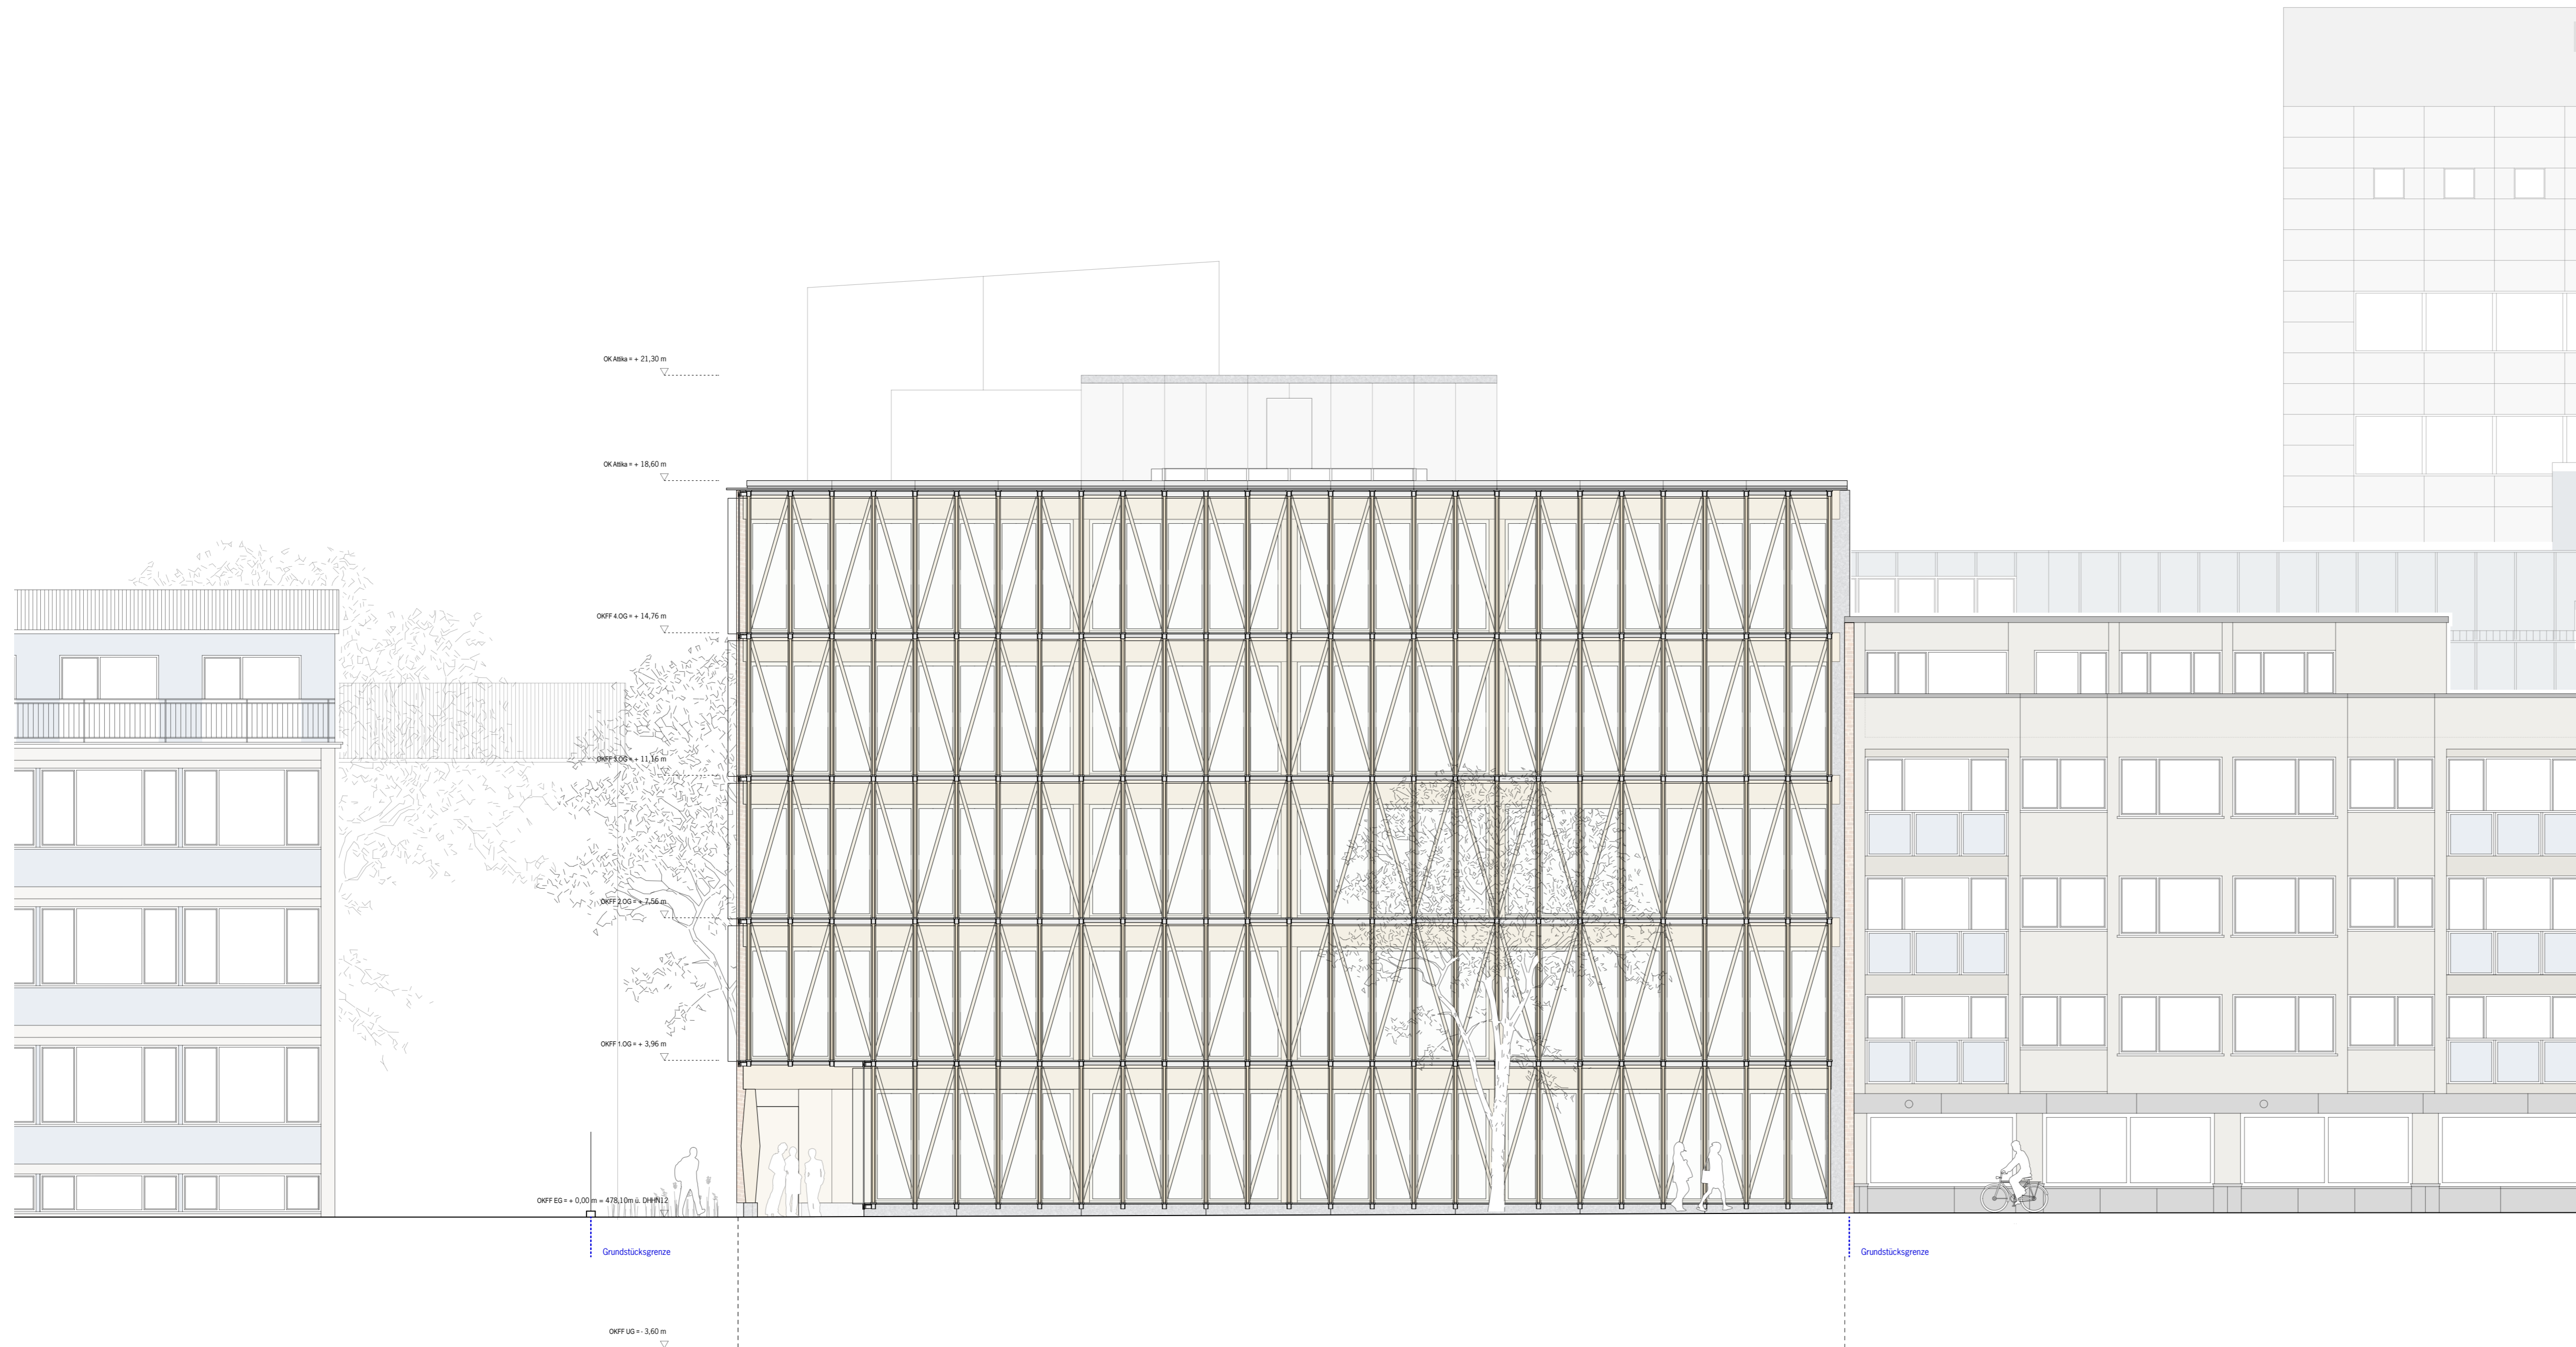 OK Attika = + 21,30 m
OK Attika = + 18,60 m
OKFF 4.OG = + 14,76 m
OKFF 3.OG = + 11,16 m
OKFF 2.OG = + 7,56 m
OKFF 1.OG = + 3,96 m
OKFF EG = + 0,00 m = 478,10m ü. DHHN12
Grundstücksgrenze
Grundstücksgrenze
OKFF UG = - 3,60 m